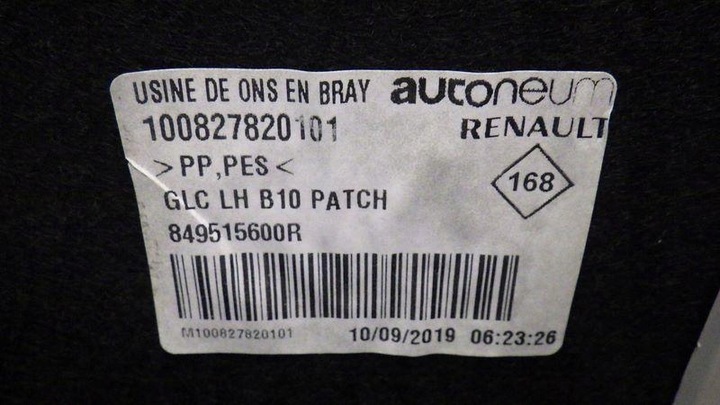 USINE DE ONS EN BRAY autoneum
100827820101 RENAULT
>PP,PES<
168
GLC LH B10 PATCH
849515600R
M100827820101 10/09/2019 06:23:26